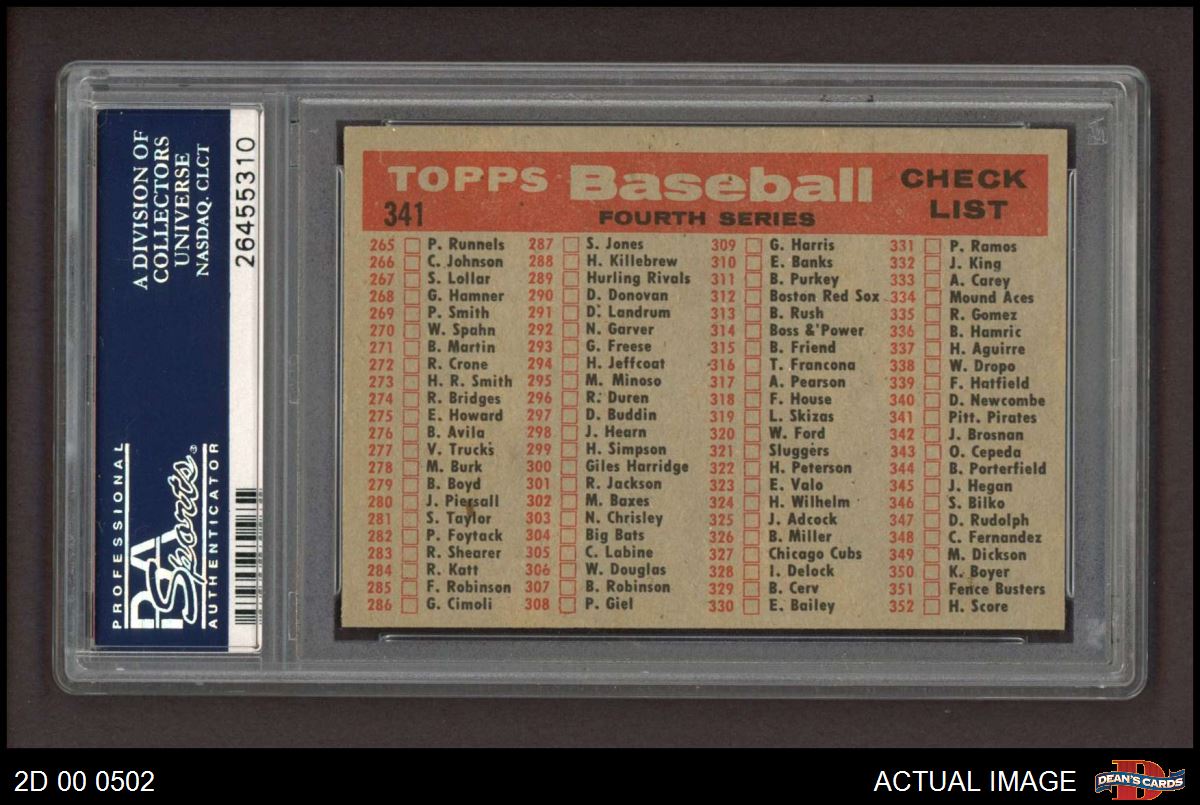 A DIVISION OF
COLLECTORS
UNIVERSE
NASDAQ. CLCT
26455310
PROFESSIONAL
PSA
Sports®
AUTHENTICATOR
TOPPS Baseball CHECK LIST
341 FOURTH SERIES
265 P. Runnels
266 C. Johnson
267 S. Lollar
268 G. Hamner
269 P. Smith
270 W. Spahn
271 B. Martin
272 R. Crone
273 H. R. Smith
274 R. Bridges
275 E. Howard
276 B. Avila
277 V. Trucks
278 M. Burk
279 B. Boyd
280 J. Piersall
281 S. Taylor
282 P. Foytack
283 R. Shearer
284 R. Katt
285 F. Robinson
286 G. Cimoli
287 S. Jones
288 H. Killebrew
289 Hurling Rivals
290 D. Donovan
291 D. Landrum
292 N. Garver
293 G. Freese
294 H. Jeffcoat
295 M. Minoso
296 R. Duren
297 D. Buddin
298 J. Hearn
299 H. Simpson
300 Giles Harridge
301 R. Jackson
302 M. Baxes
303 N. Chrisley
304 Big Bats
305 C. Labine
306 W. Douglas
307 B. Robinson
308 P. Giel
309 G. Harris
310 E. Banks
311 B. Purkey
312 Boston Red Sox
313 B. Rush
314 Boss &'Power
315 B. Friend
316 T. Francona
317 A. Pearson
318 F. House
319 L. Skizas
320 W. Ford
321 Sluggers
322 H. Peterson
323 E. Valo
324 H. Wilhelm
325 J. Adcock
326 B. Miller
327 Chicago Cubs
328 I. Delock
329 B. Cerv
330 E. Bailey
331 P. Ramos
332 J. King
333 A. Carey
334 Mound Aces
335 R. Gomez
336 B. Hamric
337 H. Aguirre
338 W. Dropo
339 F. Hatfield
340 D. Newcombe
341 Pitt. Pirates
342 J. Brosnan
343 O. Cepeda
344 B. Porterfield
345 J. Hegan
346 S. Bilko
347 D. Rudolph
348 C. Fernandez
349 M. Dickson
350 K. Boyer
351 Fence Busters
352 H. Score
2D 00 0502
ACTUAL IMAGE
DEAN'S CARDS